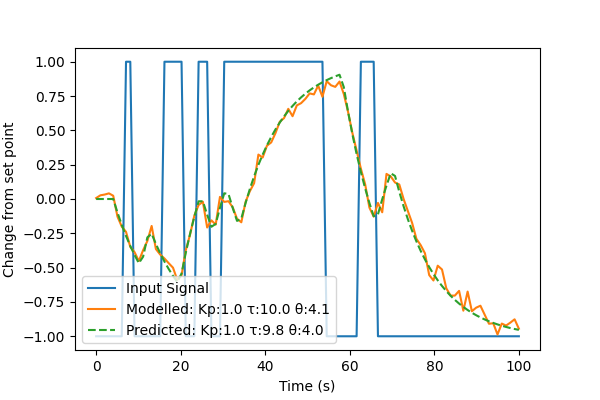 1.00
0.75
0.50
0.25
0.00
−0.25
−0.50
−0.75
−1.00
Change from set point
Input Signal
Modelled: Kp:1.0 τ:10.0 θ:4.1
Predicted: Kp:1.0 τ:9.8 θ:4.0
0 20 40 60 80 100
Time (s)